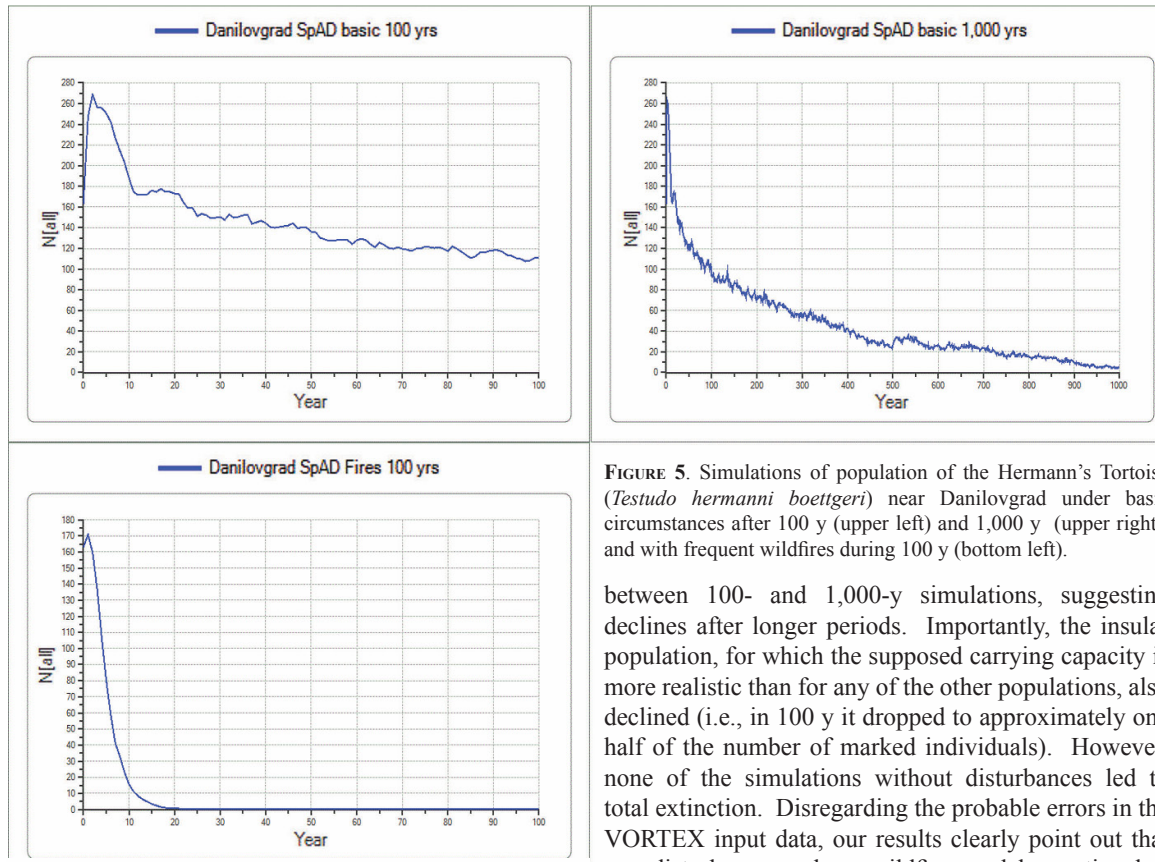 Danilovgrad SpAD basic 100 yrs
280
260
240
220
200
180
160
140
120
100
80
60
40
20
0
N[all]
0 10 20 30 40 50 60 70 80 90 100
Year
Danilovgrad SpAD basic 1,000 yrs
280
260
240
220
200
180
160
140
120
100
80
60
40
20
0
N[all]
0 100 200 300 400 500 600 700 800 900 1000
Year
Danilovgrad SpAD Fires 100 yrs
180
170
160
150
140
130
120
110
100
90
80
70
60
50
40
30
20
10
0
N[all]
0 10 20 30 40 50 60 70 80 90 100
Year
FIGURE 5. Simulations of population of the Hermann's Tortois
(Testudo hermanni boettgeri) near Danilovgrad under basi
circumstances after 100 y (upper left) and 1,000 y (upper right
and with frequent wildfires during 100 y (bottom left).
between 100- and 1,000-y simulations, suggestin
declines after longer periods. Importantly, the insula
population, for which the supposed carrying capacity i
more realistic than for any of the other populations, als
declined (i.e., in 100 y it dropped to approximately on
half of the number of marked individuals). Howeve
none of the simulations without disturbances led t
total extinction. Disregarding the probable errors in th
VORTEX input data, our results clearly point out tha